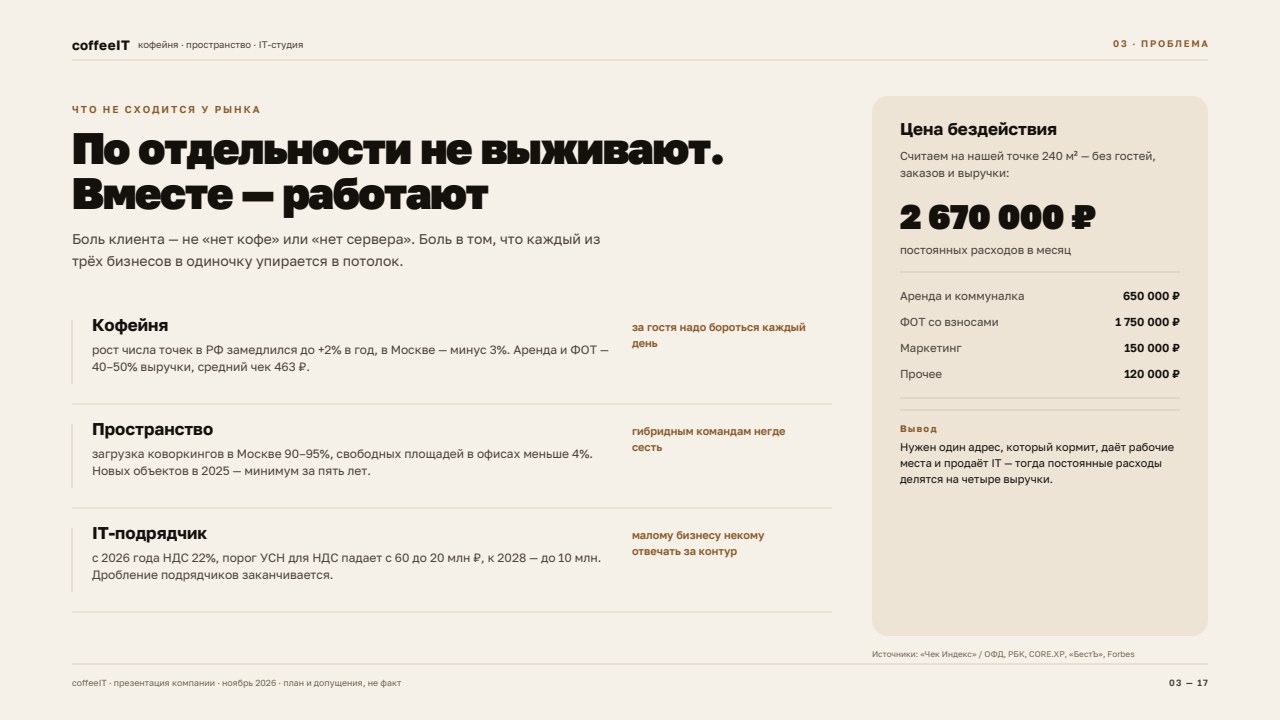 coffeeIT кофейня · пространство · IT-студия
03 · ПРОБЛЕМА
ЧТО НЕ СХОДИТСЯ У РЫНКА
По отдельности не выживают.
Вместе — работают
Боль клиента — не «нет кофе» или «нет сервера». Боль в том, что каждый из
трёх бизнесов в одиночку упирается в потолок.
Кофейня
рост числа точек в РФ замедлился до +2% в год, в Москве — минус 3%. Аренда и ФОТ —
40–50% выручки, средний чек 463 ₽.
за гостя надо бороться каждый
день
Пространство
загрузка коворкингов в Москве 90–95%, свободных площадей в офисах меньше 4%.
Новых объектов в 2025 — минимум за пять лет.
гибридным командам негде
сесть
IT-подрядчик
с 2026 года НДС 22%, порог УСН для НДС падает с 60 до 20 млн ₽, к 2028 — до 10 млн.
Дробление подрядчиков заканчивается.
малому бизнесу некому
отвечать за контур
Цена бездействия
Считаем на нашей точке 240 м² — без гостей,
заказов и выручки:
2 670 000 ₽
постоянных расходов в месяц
Аренда и коммуналка 650 000 ₽
ФОТ со взносами 1 750 000 ₽
Маркетинг 150 000 ₽
Прочее 120 000 ₽
Вывод
Нужен один адрес, который кормит, даёт рабочие
места и продаёт IT — тогда постоянные расходы
делятся на четыре выручки.
Источники: «Чек Индекс» / ОФД, РБК, CORE.XP, «БестЪ», Forbes
coffeeIT · презентация компании · ноябрь 2026 · план и допущения, не факт
03 — 17